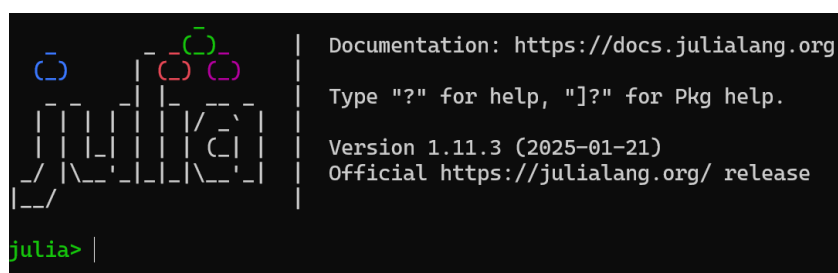 Documentation: https://docs.julialang.org
Type "?" for help, "]?" for Pkg help.
Version 1.11.3 (2025-01-21)
Official https://julialang.org/ release
julia>